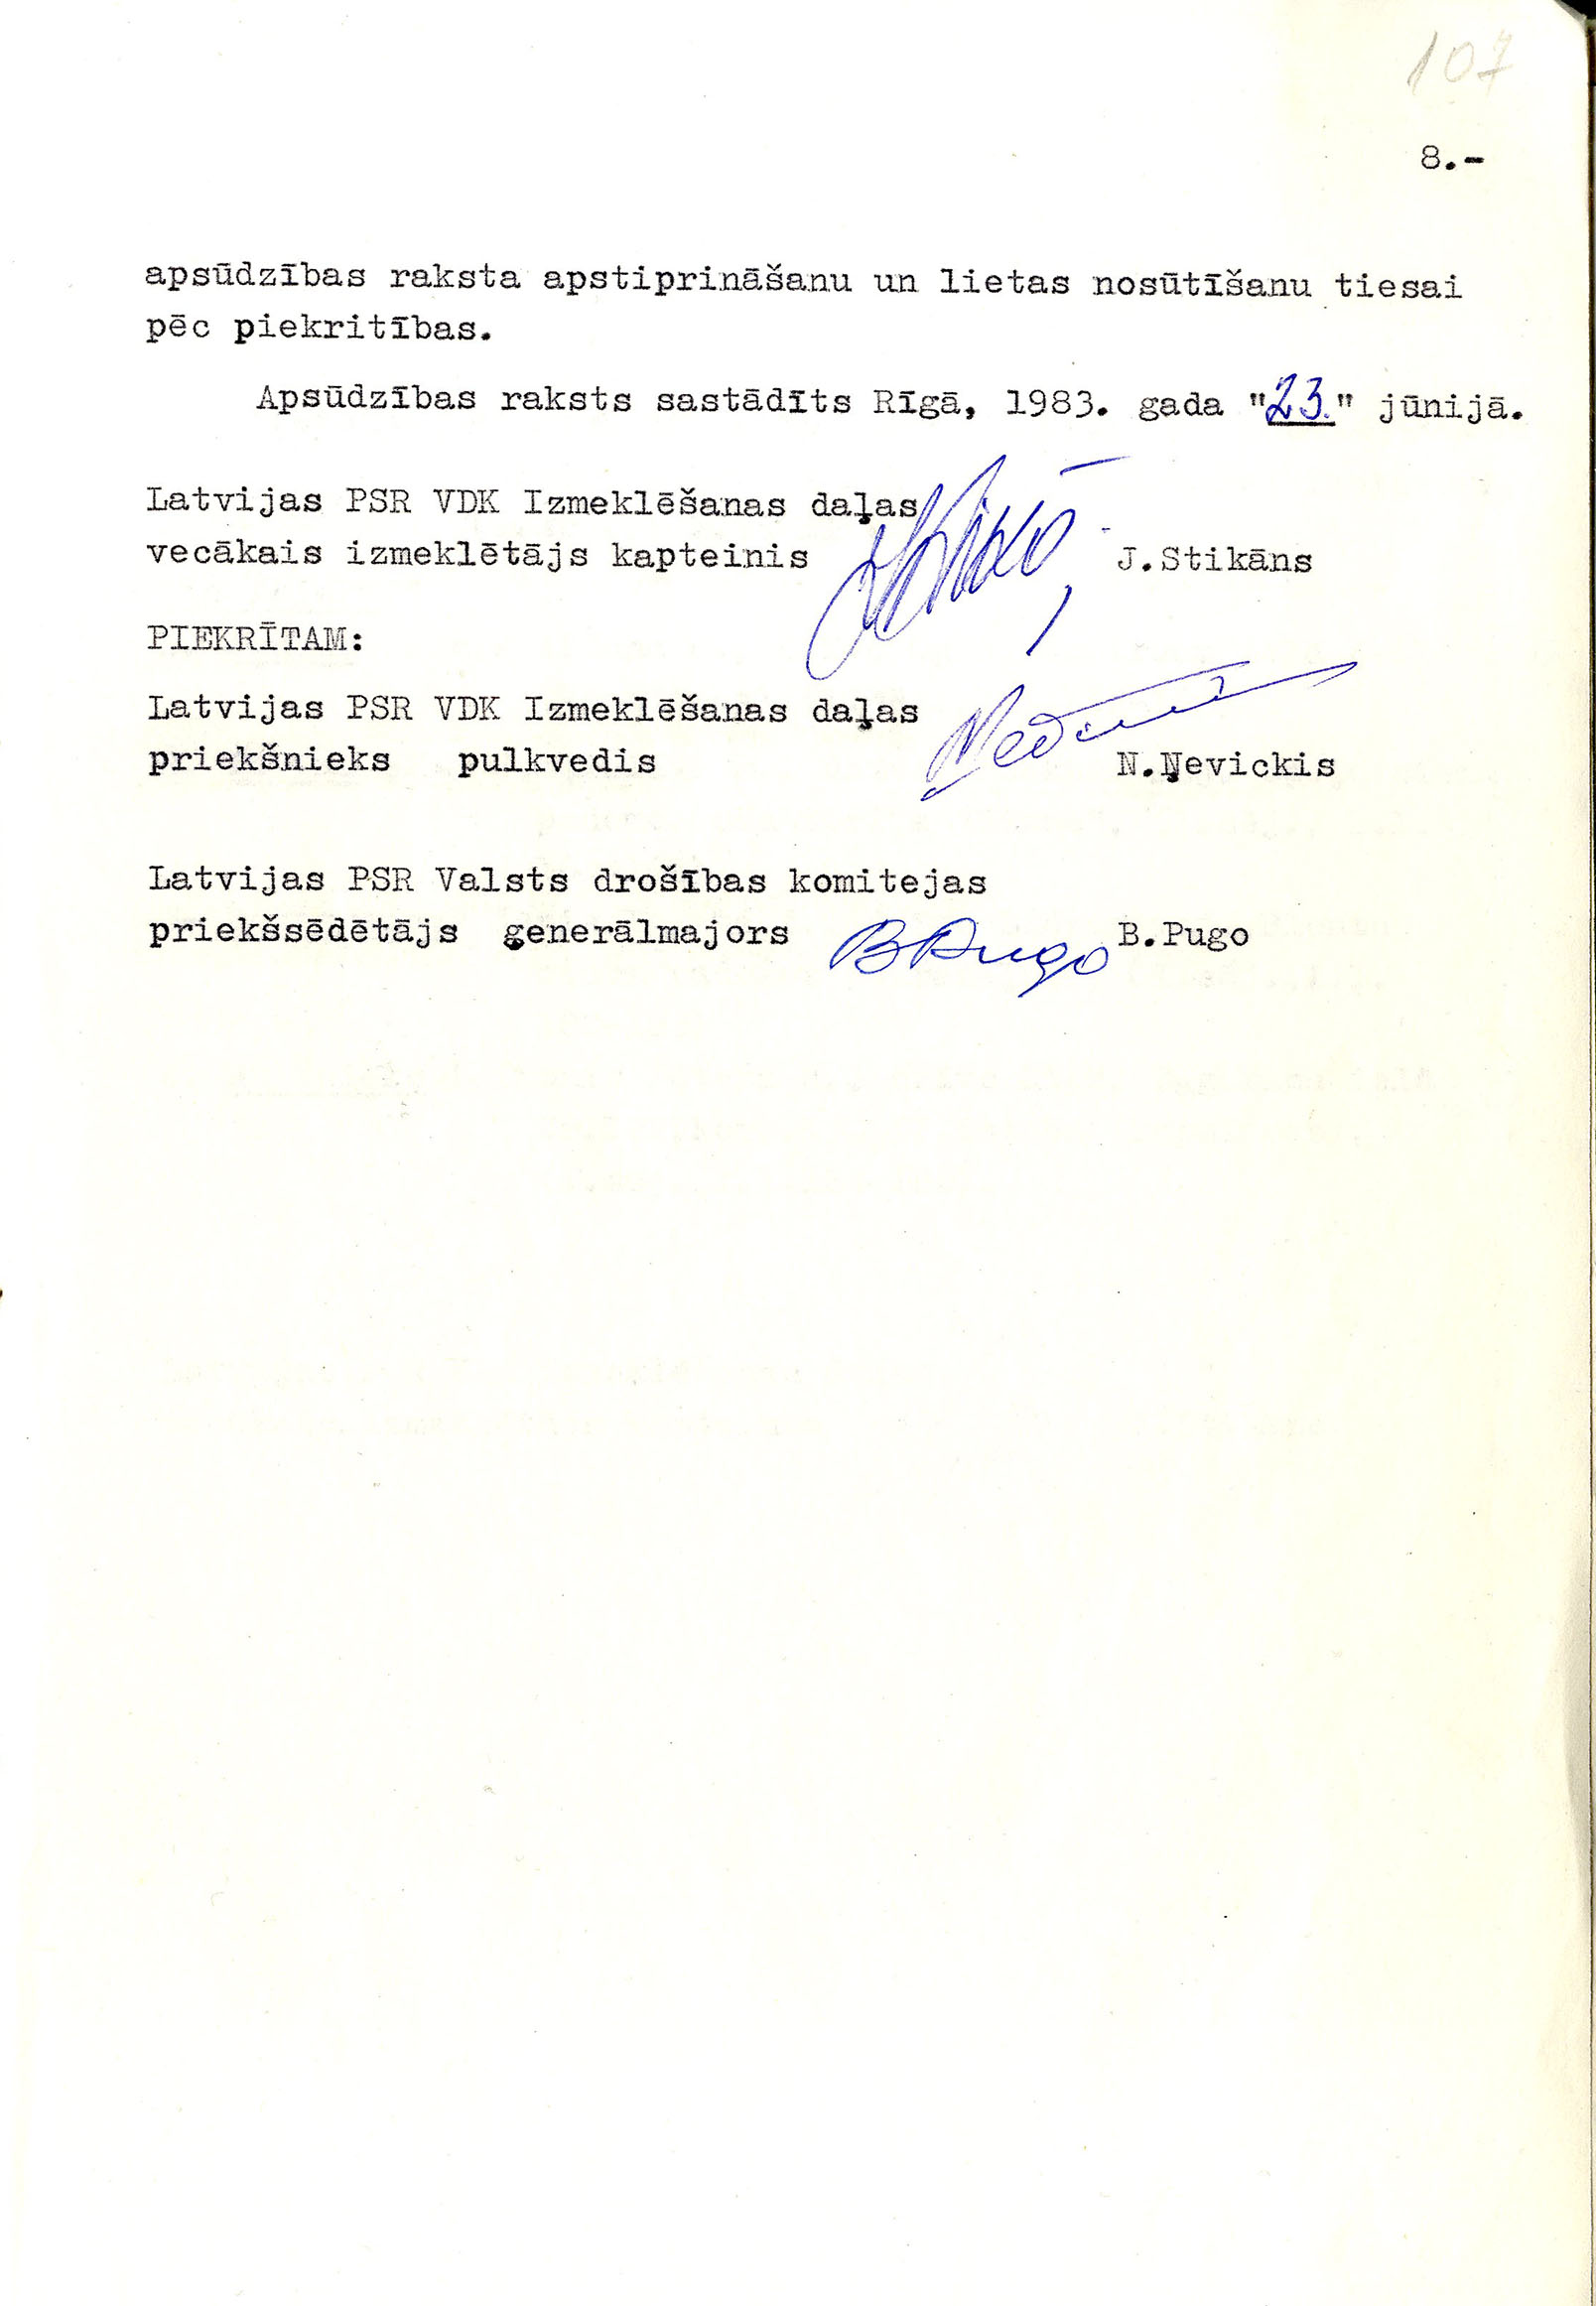 107
8.-
apsūdzības raksta apstiprināšanu un lietas nosūtīšanu tiesai
pēc piekritības.
Apsūdzības raksts sastādīts Rīgā, 1983. gada "23." jūnijā.
Latvijas PSR VDK Izmeklēšanas daļas
vecākais izmeklētājs kapteinis J.Stikāns
PIEKRĪTAM:
Latvijas PSR VDK Izmeklēšanas daļas
priekšnieks pulkvedis N.Ņevickis
Latvijas PSR Valsts drošības komitejas
priekšsēdētājs ģenerālmajors BPugo B.Pugo